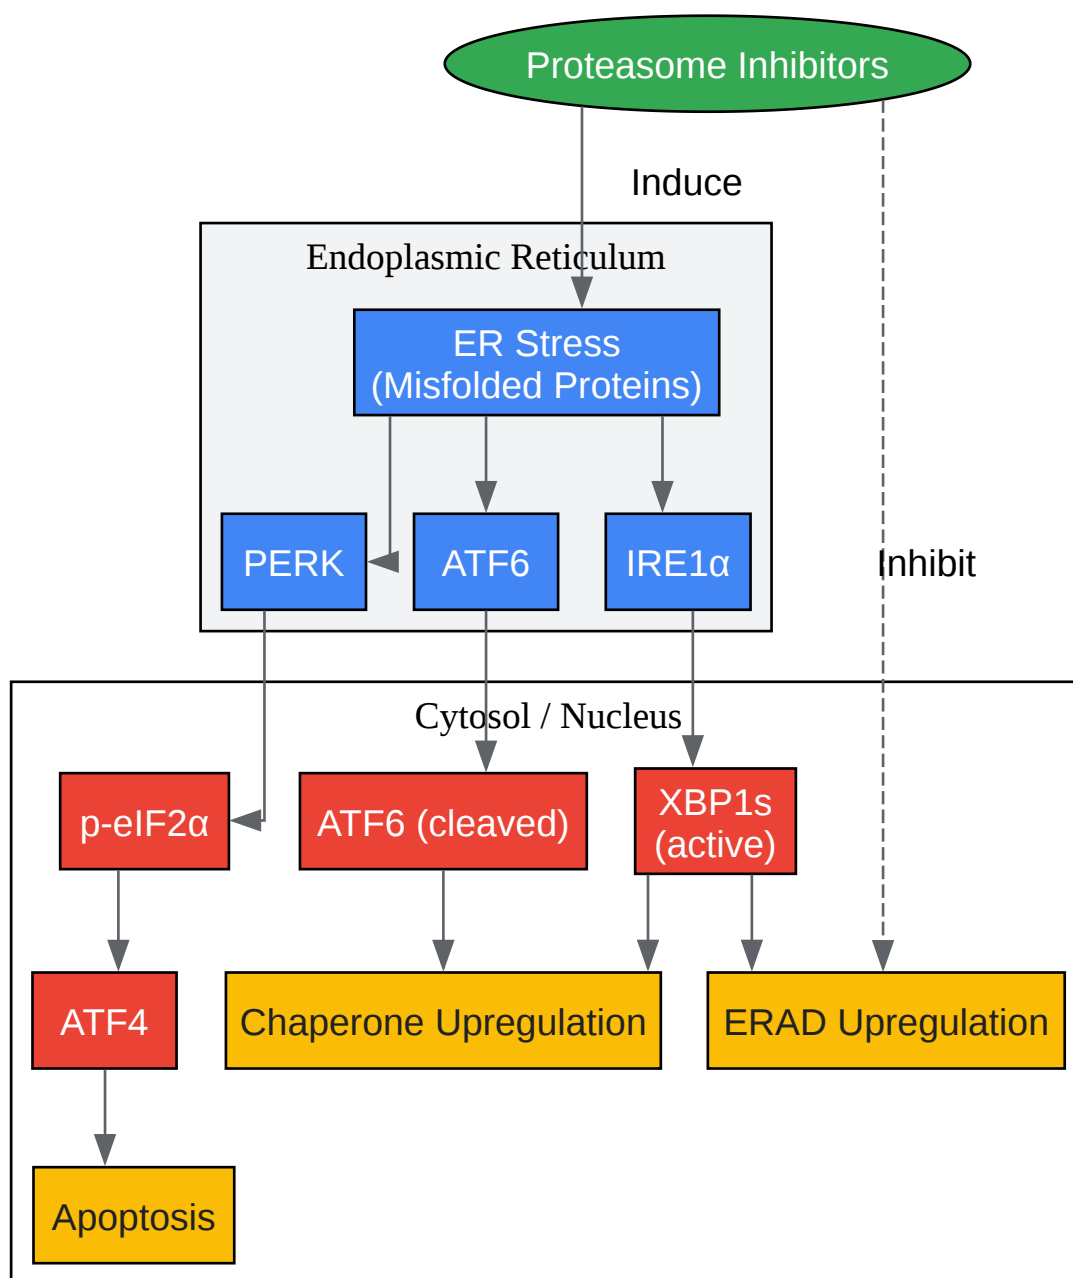 Proteasome Inhibitors
Induce
Endoplasmic Reticulum
ER Stress
(Misfolded Proteins)
PERK
ATF6
IRE1α
Inhibit
Cytosol / Nucleus
p-eIF2α
ATF6 (cleaved)
XBP1s
(active)
ATF4
Chaperone Upregulation
ERAD Upregulation
Apoptosis